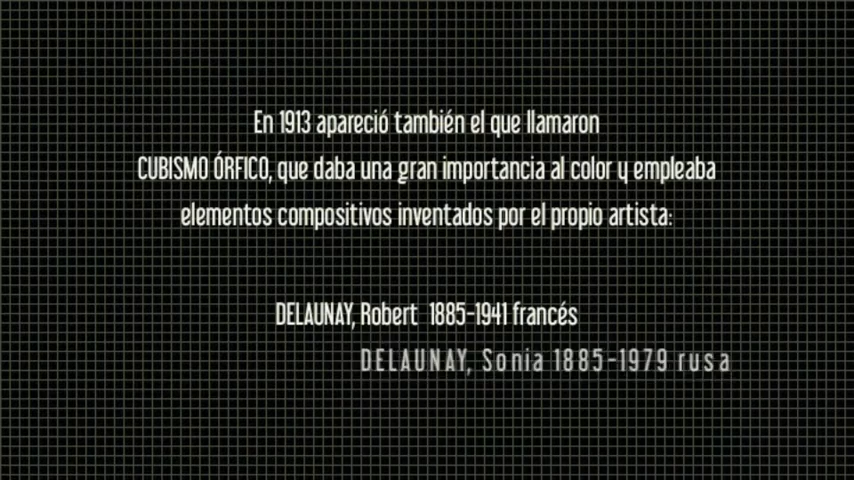 En 1913 apareció también el que llamaron
CUBISMO ÓRFICO, que daba una gran importancia al color y empleaba
elementos compositivos inventados por el propio artista:
DELAUNAY, Robert 1885-1941 francés
DELAUNAY, Sonia 1885-1979 rusa